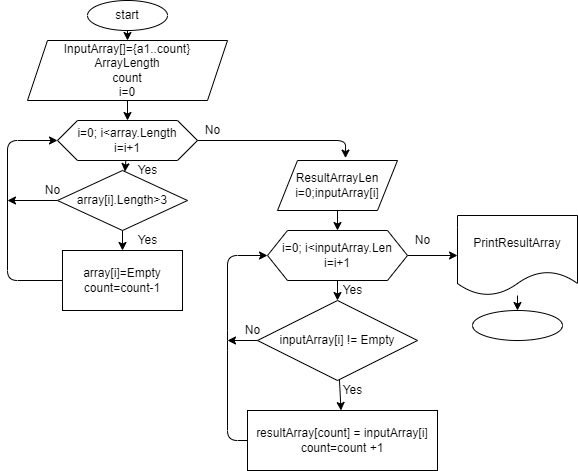 start
InputArray[]={a1..count}
ArrayLength
count
i=0
i=0; i<array.Length
i=i+1
No
Yes
array[i].Length>3
No
Yes
array[i]=Empty
count=count-1
ResultArrayLen
i=0;inputArray[i]
i=0; i<inputArray.Len
i=i+1
No
Yes
inputArray[i] != Empty
No
Yes
resultArray[count] = inputArray[i]
count=count +1
PrintResultArray